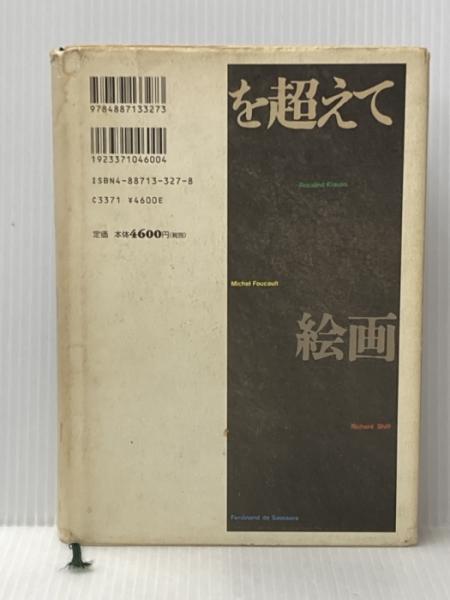 9784887133273
1923371046004
ISBN4-88713-327-8
C3371 ¥4600E
定価 本体4600円(税別)
を超えて
Rosalind Krauss
Michel Foucault
絵画
Richard Shiff
Ferdinand de Saussure